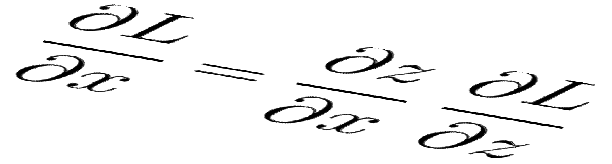 ∂L/∂x = ∂z/∂x ∂L/∂z